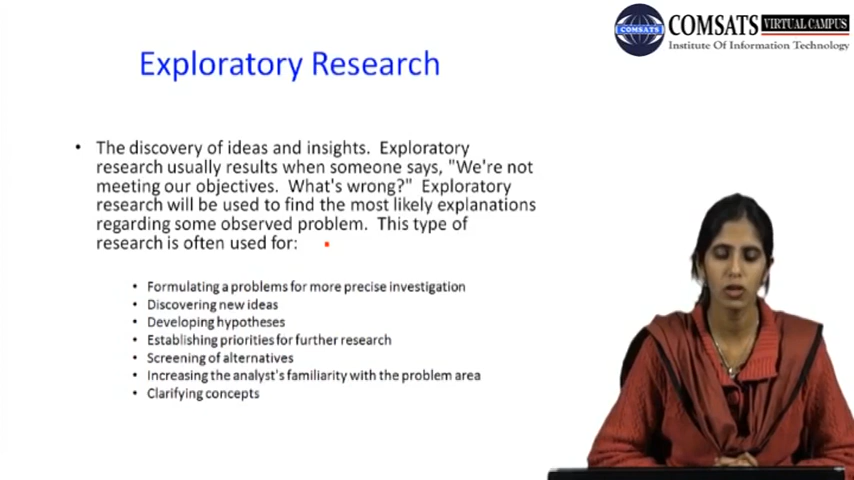 COMSATS
COMSATS VIRTUAL CAMPUS
Institute Of Information Technology
Exploratory Research
• The discovery of ideas and insights. Exploratory
research usually results when someone says, "We're not
meeting our objectives. What's wrong?" Exploratory
research will be used to find the most likely explanations
regarding some observed problem. This type of
research is often used for:
• Formulating a problems for more precise investigation
• Discovering new ideas
• Developing hypotheses
• Establishing priorities for further research
• Screening of alternatives
• Increasing the analyst's familiarity with the problem area
• Clarifying concepts